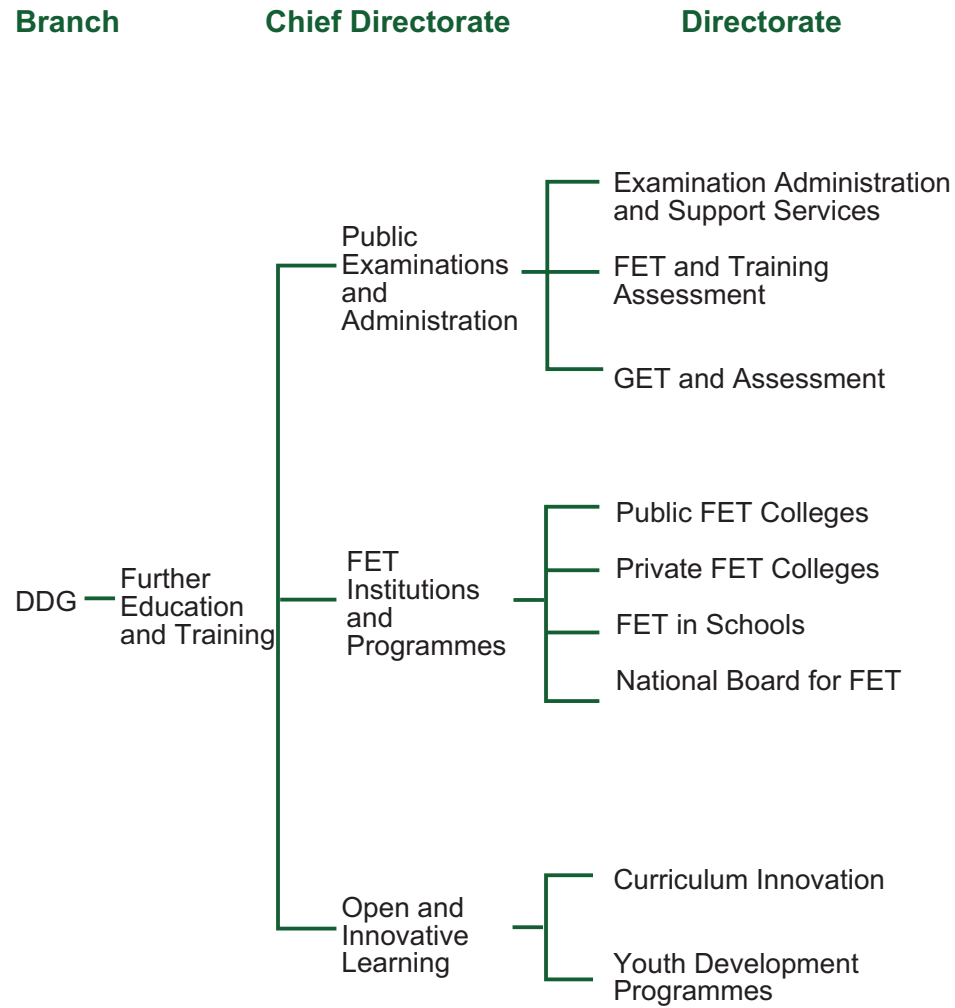 Branch
Chief Directorate
Directorate
DDG
Further
Education
and Training
Public
Examinations
and
Administration
Examination Administration
and Support Services
FET and Training
Assessment
GET and Assessment
FET
Institutions
and
Programmes
Public FET Colleges
Private FET Colleges
FET in Schools
National Board for FET
Open and
Innovative
Learning
Curriculum Innovation
Youth Development
Programmes